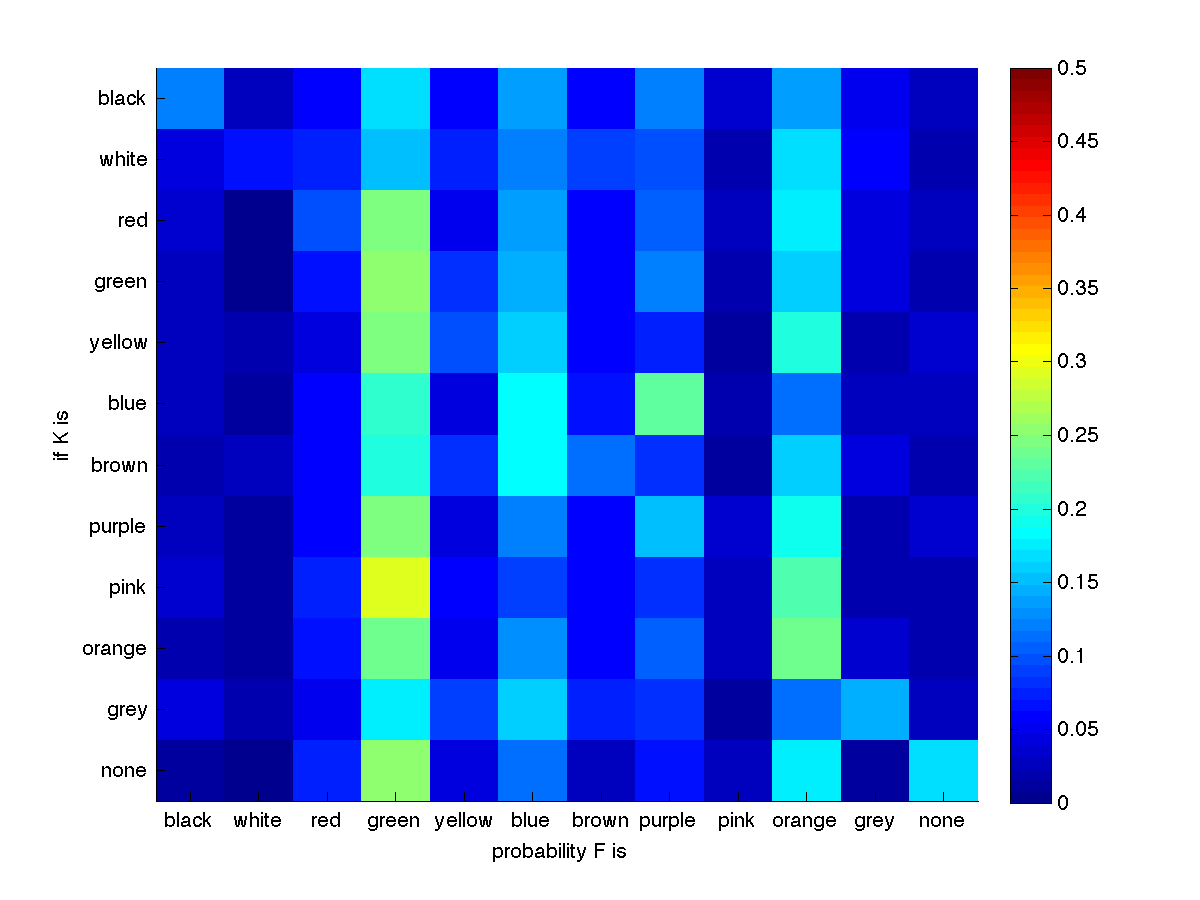 black
white
red
green
yellow
blue
brown
purple
pink
orange
grey
none
if K is
black white red green yellow blue brown purple pink orange grey none
probability F is
0.5
0.45
0.4
0.35
0.3
0.25
0.2
0.15
0.1
0.05
0